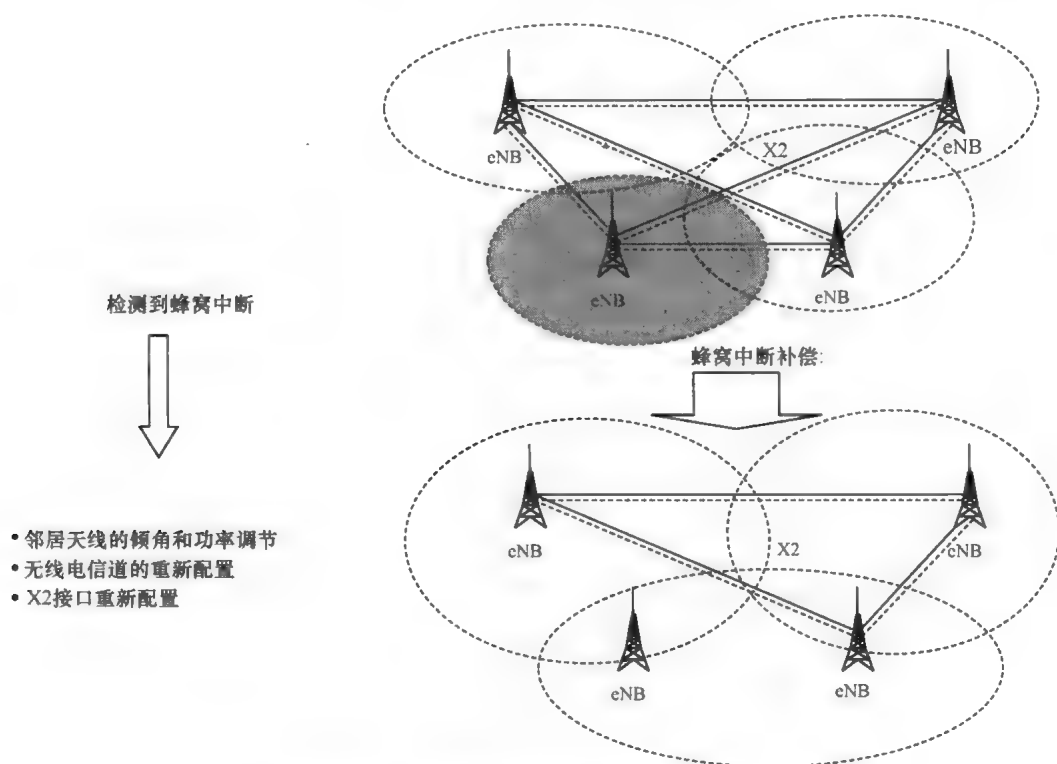 eNB
X2
eNB
eNB
eNB
检测到蜂窝中断
蜂窝中断补偿:
• 邻居天线的倾角和功率调节
• 无线电信道的重新配置
• X2接口重新配置
eNB
X2
eNB
eNB
eNB